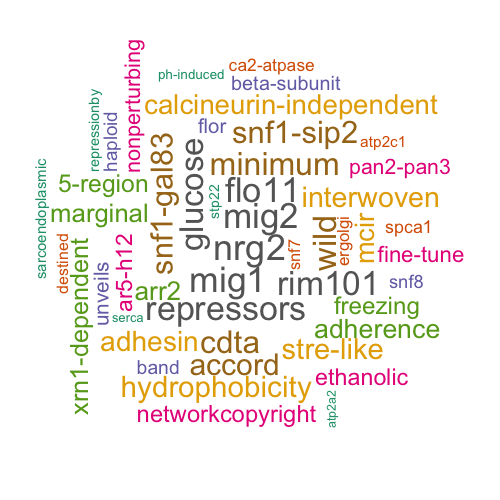 ph-induced
ca2-atpase
beta-subunit
nonperturbing
repressionby
haploid
calcineurin-independent
flor
snf1-sip2
atp2c1
sarcoendoplasmic
5-region
snf1-gal83
glucose
minimum
pan2-pan3
marginal
stp22
flo11
interwoven
mig2
wild
ergolgi
mcir
spca1
destined
xrn1-dependent
unveils
ar5-h12
nrg2
snf7
fine-tune
arr2
mig1
rim101
snf8
serca
repressors
freezing
adherence
adhesin
cdta
stre-like
band
accord
ethanolic
hydrophobicity
atp2a2
networkcopyright